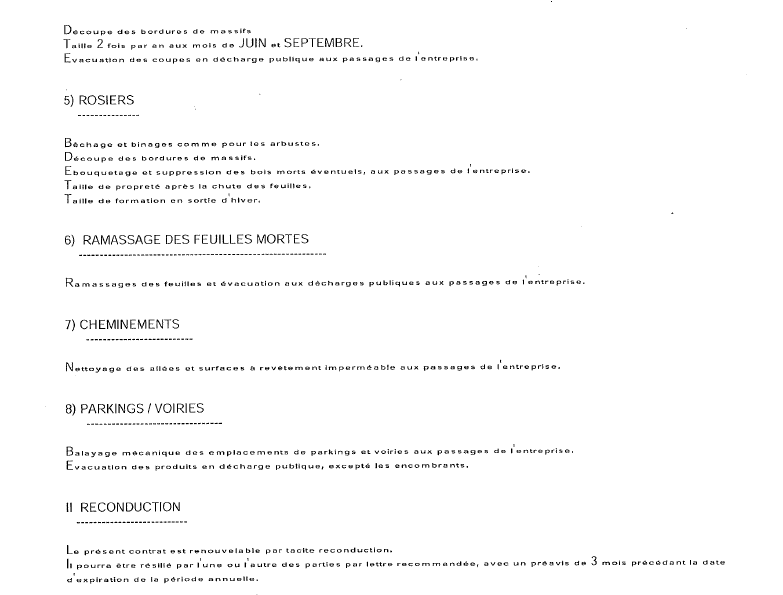 Découpe des bordures de massifs
Taille 2 fois par an aux mois de JUIN et SEPTEMBRE.
Evacuation des coupes en décharge publique aux passages de l'entreprise.
5) ROSIERS
---------------
Bêchage et binages comme pour les arbustes.
Découpe des bordures de massifs.
Ebouquetage et suppression des bois morts éventuels, aux passages de l'entreprise.
Taille de propreté après la chute des feuilles.
Taille de formation en sortie d'hiver.
6) RAMASSAGE DES FEUILLES MORTES
------------------------------------------------------------
Ramassages des feuilles et évacuation aux décharges publiques aux passages de l'entreprise.
7) CHEMINEMENTS
--------------------------
Nettoyage des allées et surfaces à revêtement imperméable aux passages de l'entreprise.
8) PARKINGS / VOIRIES
---------------------------------
Balayage mécanique des emplacements de parkings et voiries aux passages de l'entreprise.
Evacuation des produits en décharge publique, excepté les encombrants.
II RECONDUCTION
---------------------------
Le présent contrat est renouvelable par tacite reconduction.
Il pourra être résilié par l'une ou l'autre des parties par lettre recommandée, avec un préavis de 3 mois précédant la date
d'expiration de la période annuelle.